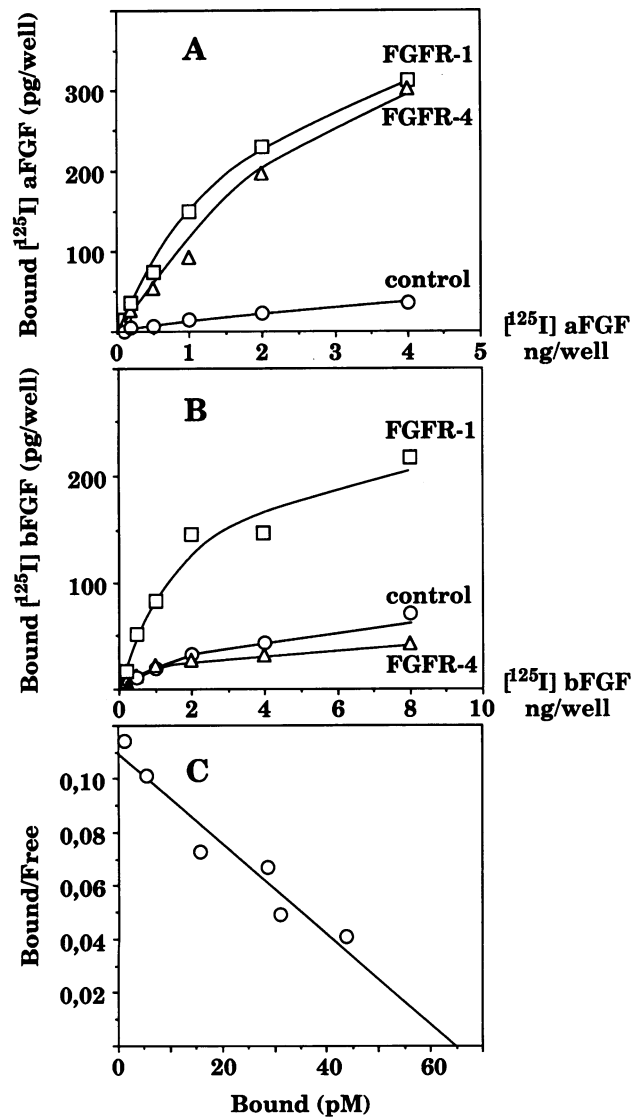 A
FGFR-1
FGFR-4
control
Bound [¹²⁵I] aFGF (pg/well)
300
200
100
0
1
2
3
4
5
[¹²⁵I] aFGF
ng/well
B
FGFR-1
control
FGFR-4
Bound [¹²⁵I] bFGF (pg/well)
200
100
0
2
4
6
8
10
[¹²⁵I] bFGF
ng/well
C
Bound/Free
0,10
0,08
0,06
0,04
0,02
0
20
40
60
Bound (pM)